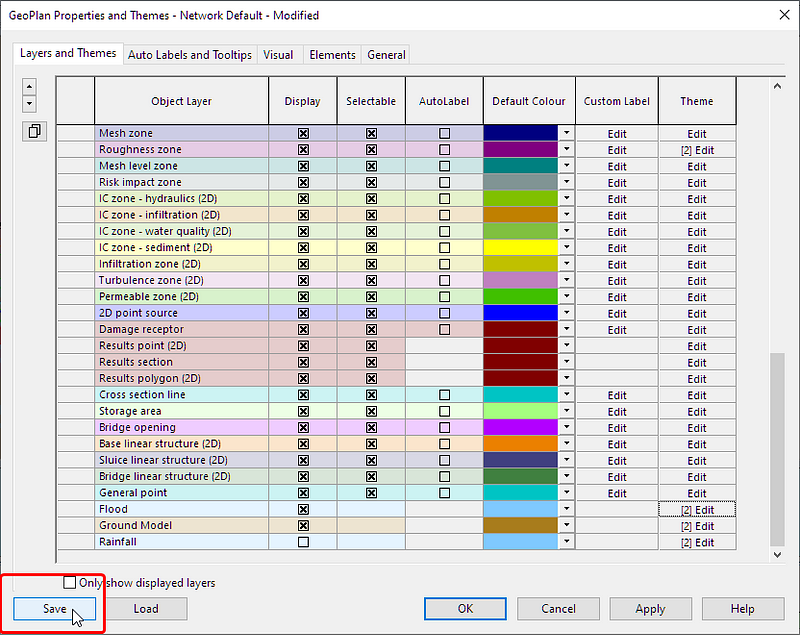 GeoPlan Properties and Themes - Network Default - Modified
Layers and Themes Auto Labels and Tooltips Visual Elements General
Object Layer Display Selectable AutoLabel Default Colour Custom Label Theme
Mesh zone Edit Edit
Roughness zone Edit [2] Edit
Mesh level zone Edit Edit
Risk impact zone Edit Edit
IC zone - hydraulics (2D) Edit Edit
IC zone - infiltration (2D) Edit Edit
IC zone - water quality (2D) Edit Edit
IC zone - sediment (2D) Edit Edit
Infiltration zone (2D) Edit Edit
Turbulence zone (2D) Edit Edit
Permeable zone (2D) Edit Edit
2D point source Edit Edit
Damage receptor Edit Edit
Results point (2D) Edit
Results section Edit
Results polygon (2D) Edit
Cross section line Edit Edit
Storage area Edit Edit
Bridge opening Edit Edit
Base linear structure (2D) Edit Edit
Sluice linear structure (2D) Edit Edit
Bridge linear structure (2D) Edit Edit
General point Edit Edit
Flood [2] Edit
Ground Model [2] Edit
Rainfall [2] Edit
Only show displayed layers
Save Load OK Cancel Apply Help